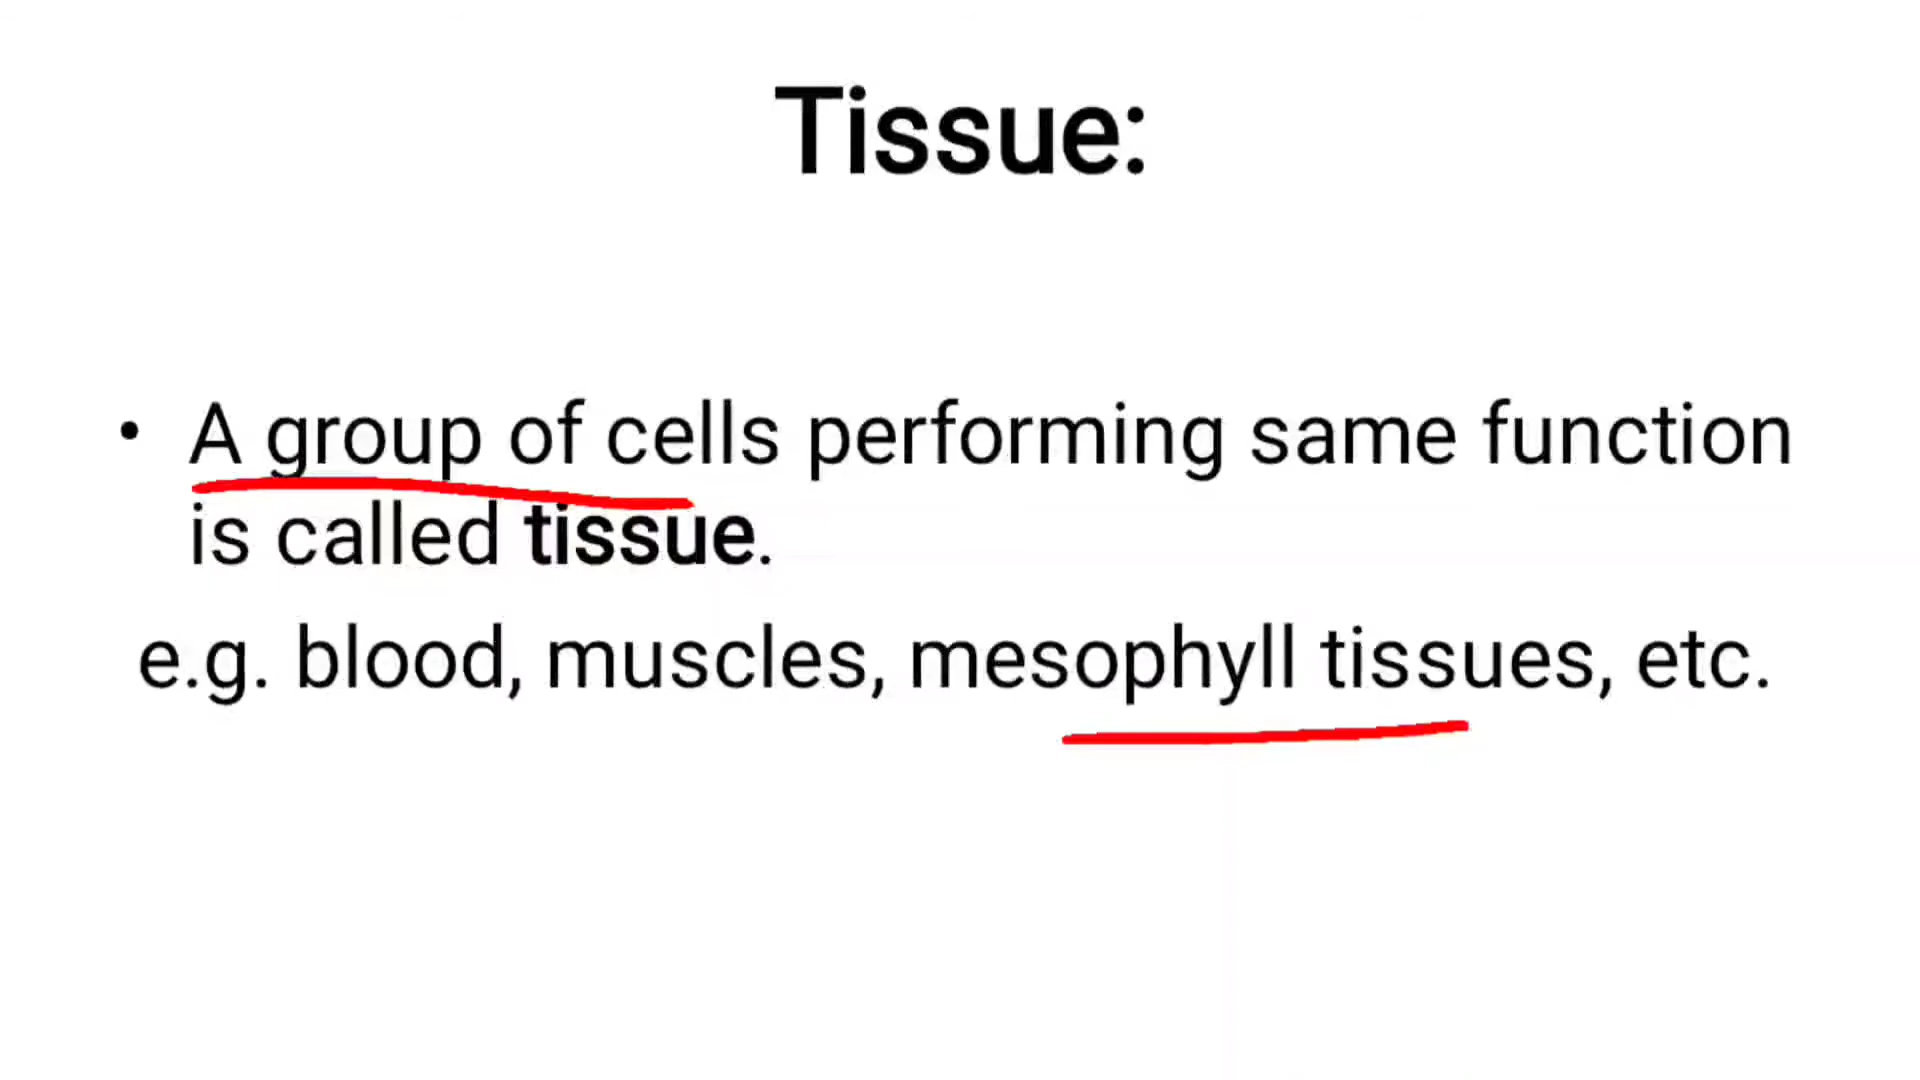 Tissue:
• A group of cells performing same function
is called tissue.
e.g. blood, muscles, mesophyll tissues, etc.